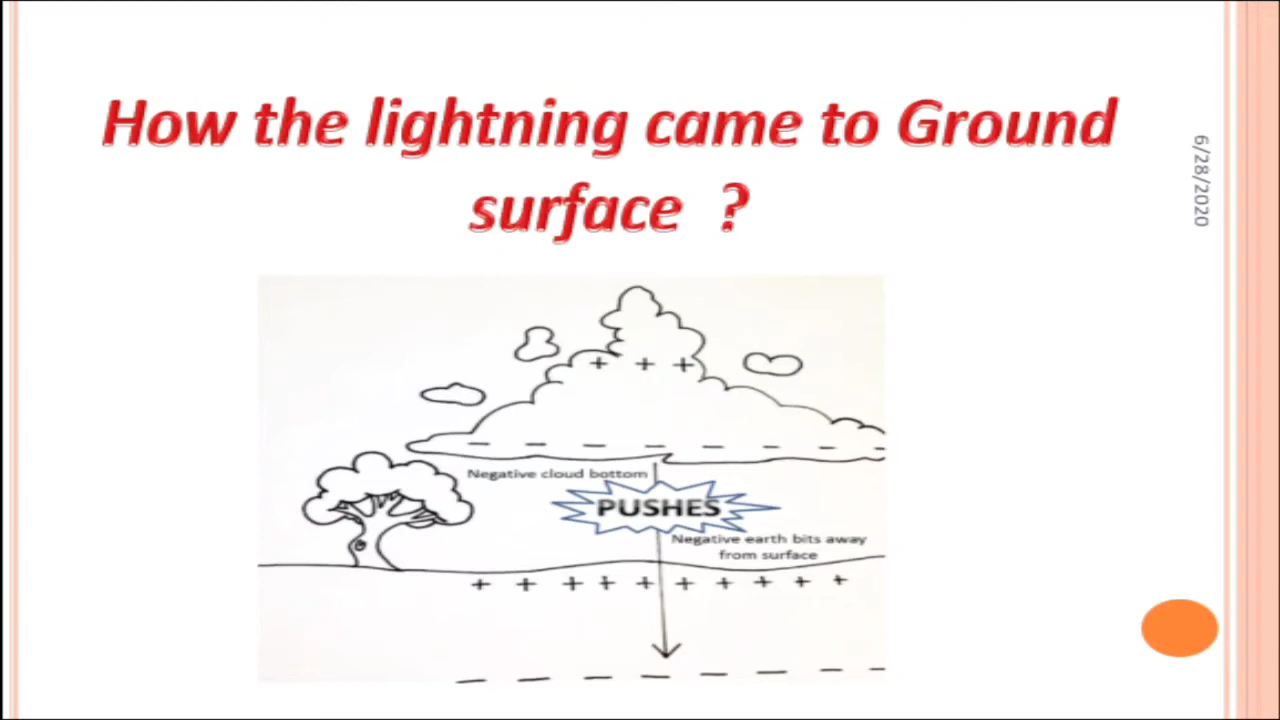 How the lightning came to Ground
surface ?
6/28/2020
+ + +
- - - - - - - -
Negative cloud bottom
PUSHES
Negative earth bits away
from surface
+ + + + + + + + + +
- - - - - - - -